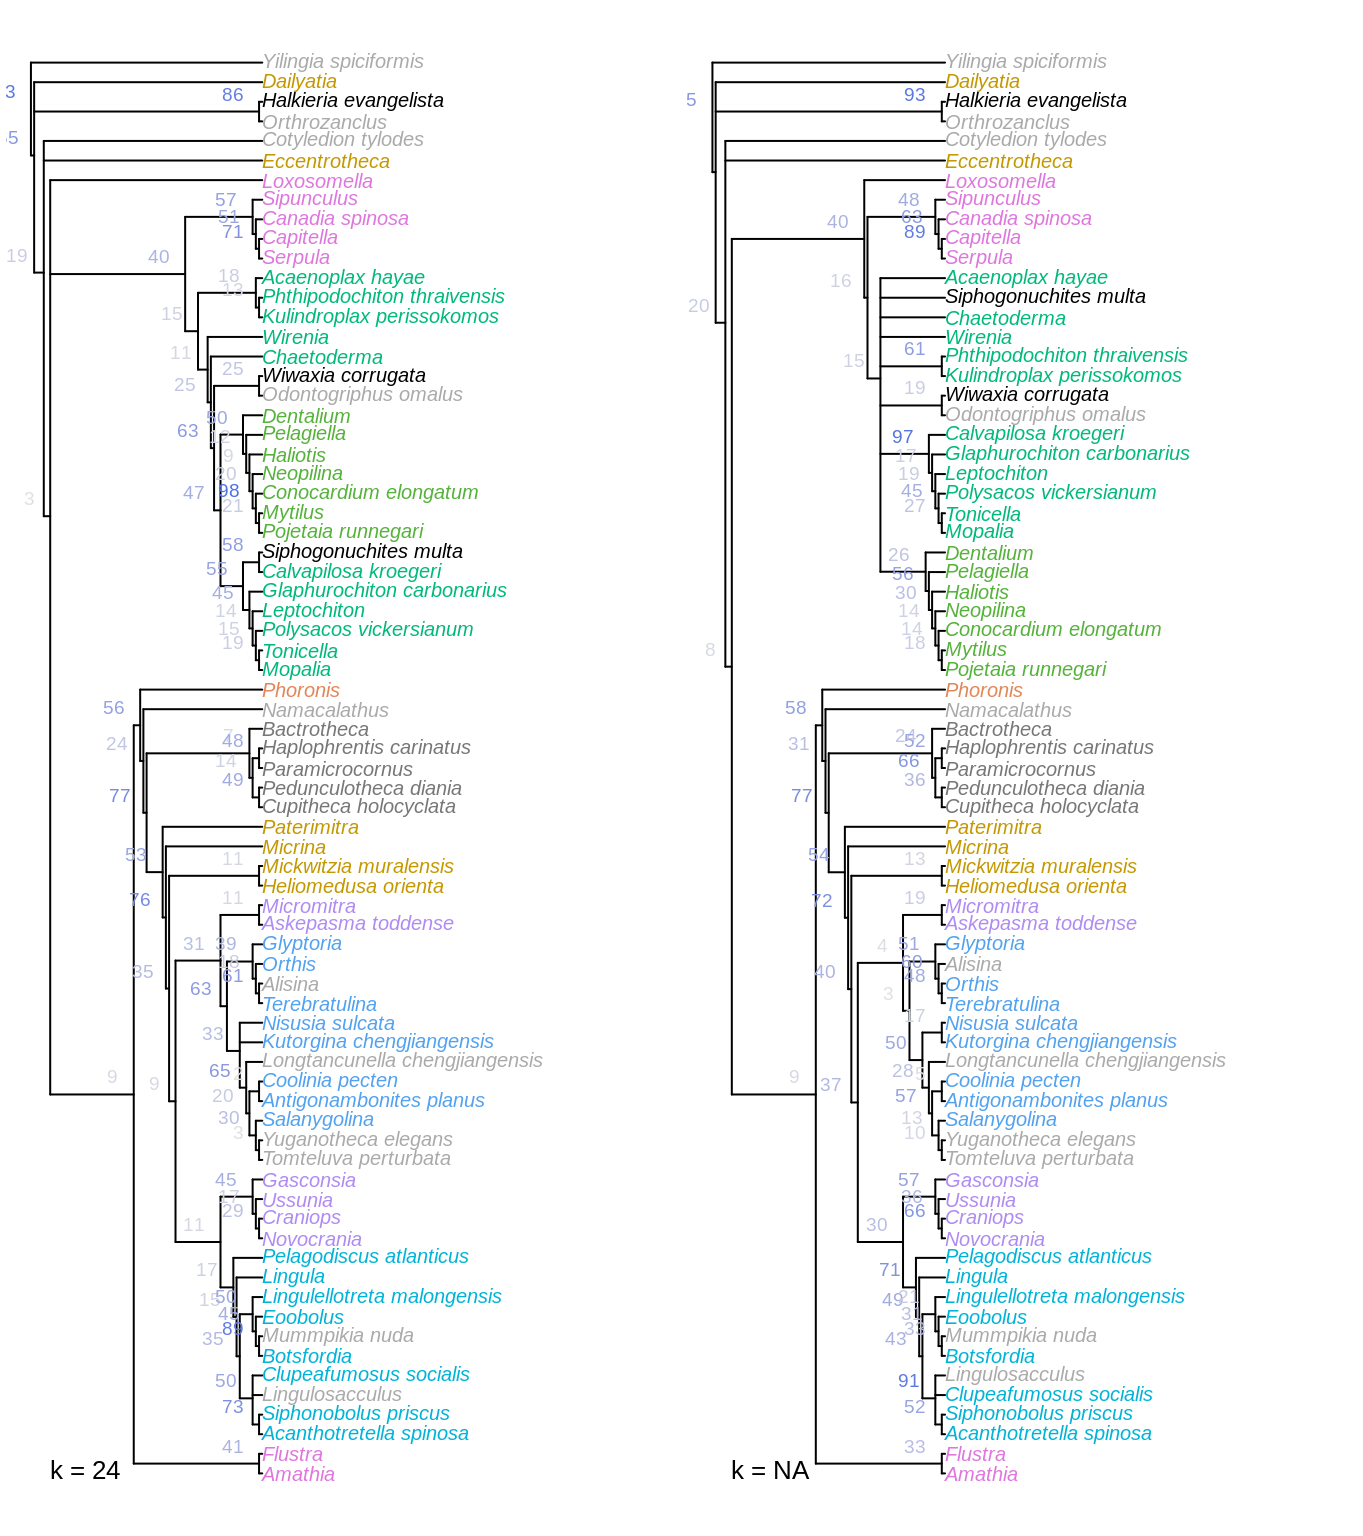 Yilingia spiciformis
Dailyatia
3
86
Halkieria evangelista
Orthrozanclus
Cotyledion tylodes
Eccentrotheca
Loxosomella
57
Sipunculus
51
Canadia spinosa
71
Capitella
19
40
Serpula
18
Acaenoplax hayae
13
Phthipodochiton thraivensis
15
Kulindroplax perissokomos
Wirenia
11
Chaetoderma
25
Wiwaxia corrugata
25
Odontogriphus omalus
50
Dentalium
63
12
Pelagiella
9
Haliotis
20
Neopilina
3
47
98
Conocardium elongatum
21
Mytilus
Pojetaia runnegari
58
Siphogonuchites multa
55
Calvapilosa kroegeri
45
Glaphurochiton carbonarius
14
Leptochiton
15
Polysacos vickersianum
19
Tonicella
Mopalia
Phoronis
56
Namacalathus
Bactrotheca
24
48
Haplophrentis carinatus
14
Paramicrocornus
49
Pedunculotheca diania
77
Cupitheca holocyclata
Paterimitra
53
Micrina
11
Mickwitzia muralensis
Heliomedusa orienta
76
11
Micromitra
Askepasma toddense
31
39
Glyptoria
18
Orthis
35
61
Alisina
63
Terebratulina
Nisusia sulcata
33
Kutorgina chengjiangensis
Longtancunella chengjiangensis
9
9
65
Coolinia pecten
20
Antigonambonites planus
30
Salanygolina
3
Yuganotheca elegans
Tomteluva perturbata
45
Gasconsia
17
Ussunia
29
Craniops
11
Novocrania
Pelagodiscus atlanticus
17
Lingula
15
50
Lingulellotreta malongensis
45
Eoobolus
35
89
Mummpikia nuda
Botsfordia
50
Clupeafumosus socialis
Lingulosacculus
73
Siphonobolus priscus
Acanthotretella spinosa
41
Flustra
k = 24
Amathia
Yilingia spiciformis
Dailyatia
5
93
Halkieria evangelista
Orthrozanclus
Cotyledion tylodes
Eccentrotheca
Loxosomella
48
Sipunculus
40
63
Canadia spinosa
89
Capitella
Serpula
16
Acaenoplax hayae
20
Siphogonuchites multa
Chaetoderma
Wirenia
15
61
Phthipodochiton thraivensis
Kulindroplax perissokomos
19
Wiwaxia corrugata
Odontogriphus omalus
97
Calvapilosa kroegeri
17
Glaphurochiton carbonarius
19
Leptochiton
45
Polysacos vickersianum
27
Tonicella
Mopalia
26
Dentalium
56
Pelagiella
30
Haliotis
14
Neopilina
14
Conocardium elongatum
8
18
Mytilus
Pojetaia runnegari
Phoronis
58
Namacalathus
24
Bactrotheca
31
52
Haplophrentis carinatus
66
Paramicrocornus
36
Pedunculotheca diania
77
Cupitheca holocyclata
Paterimitra
54
Micrina
13
Mickwitzia muralensis
Heliomedusa orienta
72
19
Micromitra
Askepasma toddense
4
51
Glyptoria
60
Alisina
40
48
Orthis
3
Terebratulina
17
Nisusia sulcata
50
Kutorgina chengjiangensis
Longtancunella chengjiangensis
9
37
28
Coolinia pecten
57
Antigonambonites planus
13
Salanygolina
10
Yuganotheca elegans
Tomteluva perturbata
57
Gasconsia
36
Ussunia
66
Craniops
30
Novocrania
Pelagodiscus atlanticus
71
Lingula
49
Lingulellotreta malongensis
Eoobolus
43
33
Mummpikia nuda
Botsfordia
91
Lingulosacculus
Clupeafumosus socialis
52
Siphonobolus priscus
Acanthotretella spinosa
33
Flustra
k = NA
Amathia